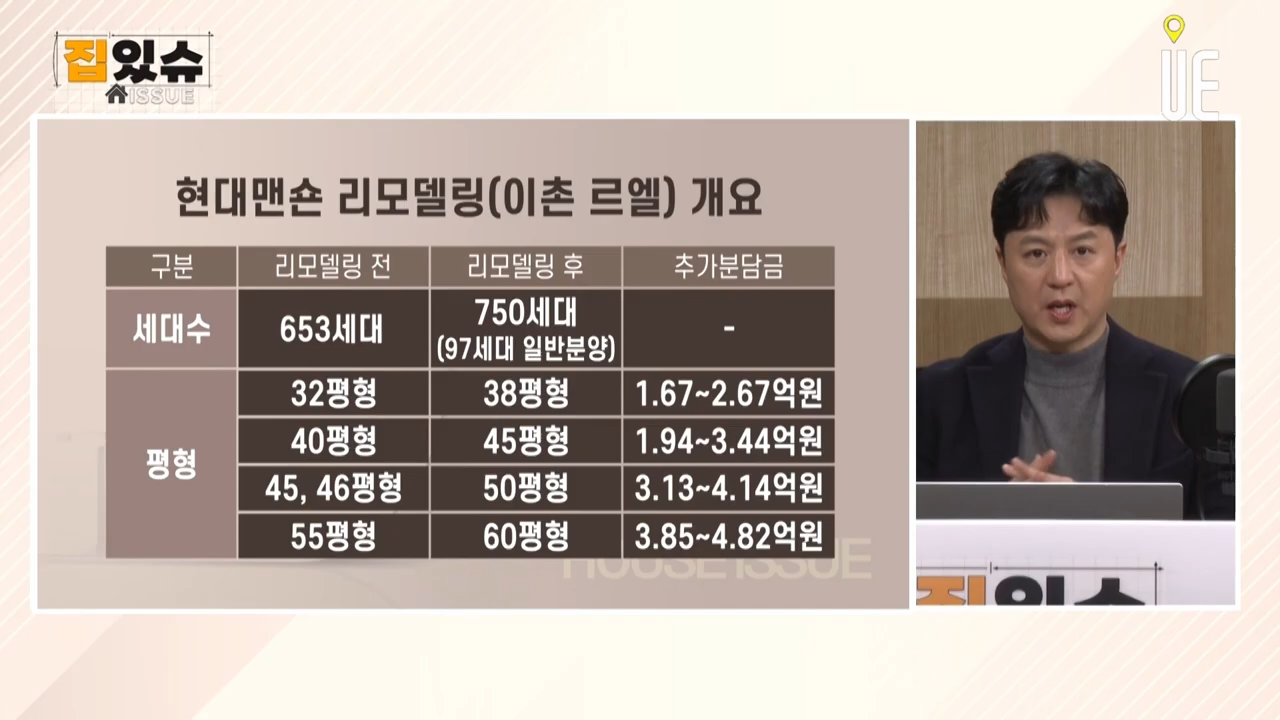 집있슈
ISSUE
UE
현대맨숀 리모델링(이촌 르엘) 개요
구분 리모델링 전 리모델링 후 추가분담금
세대수 653세대 750세대 -
(97세대 일반분양)
평형 32평형 38평형 1.67~2.67억원
40평형 45평형 1.94~3.44억원
45, 46평형 50평형 3.13~4.14억원
55평형 60평형 3.85~4.82억원
HOUSE ISSUE
집있슈